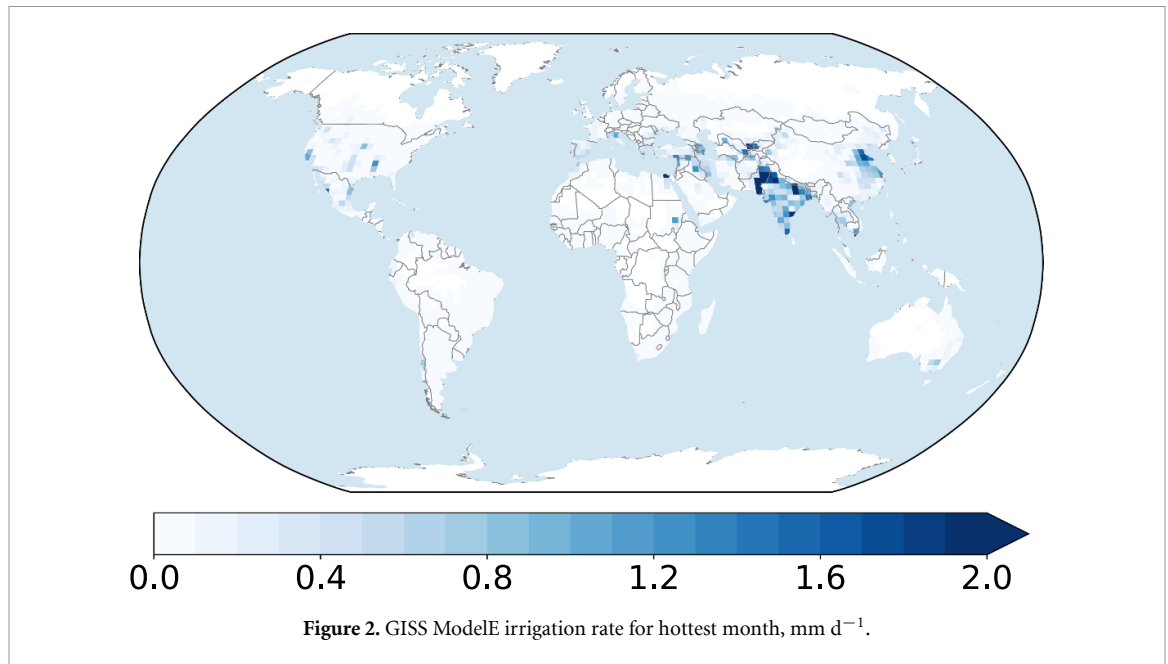 0.0 0.4 0.8 1.2 1.6 2.0
Figure 2. GISS ModelE irrigation rate for hottest month, mm d⁻¹.